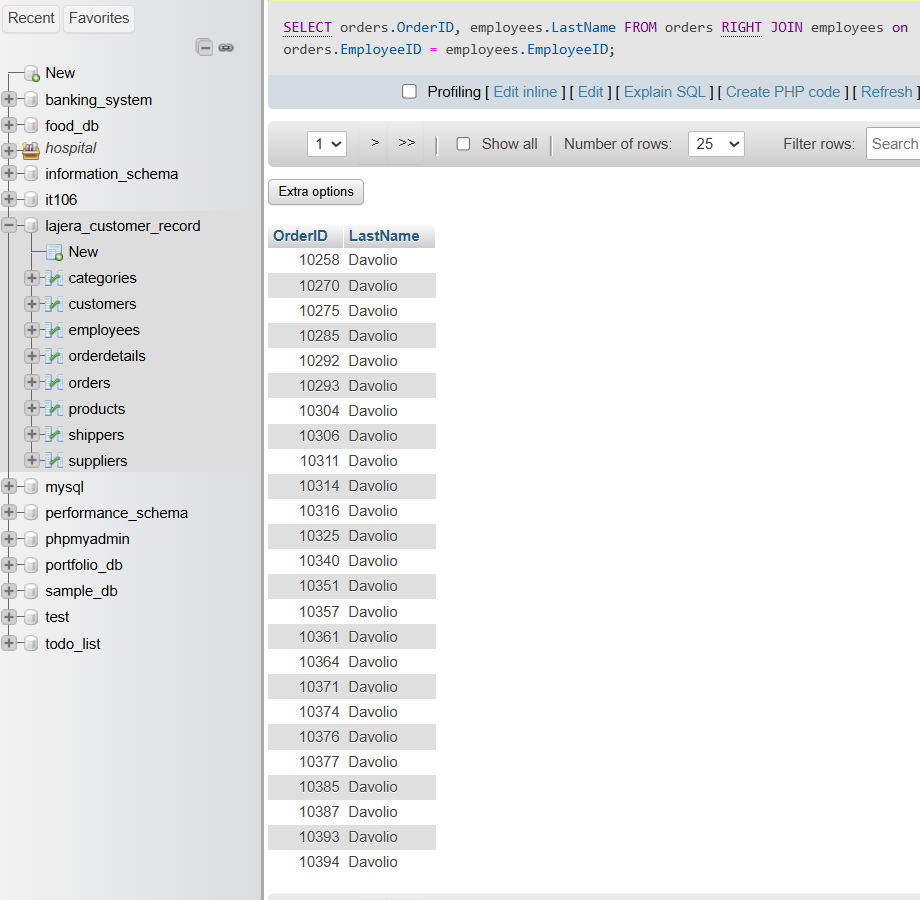 Recent Favorites
New
banking_system
food_db
hospital
information_schema
it106
lajera_customer_record
New
categories
customers
employees
orderdetails
orders
products
shippers
suppliers
mysql
performance_schema
phpmyadmin
portfolio_db
sample_db
test
todo_list
SELECT orders.OrderID, employees.LastName FROM orders RIGHT JOIN employees on
orders.EmployeeID = employees.EmployeeID;
Profiling [ Edit inline ] [ Edit ] [ Explain SQL ] [ Create PHP code ] [ Refresh ]
1 > >> Show all Number of rows: 25 Filter rows: Search
Extra options
OrderID LastName
10258 Davolio
10270 Davolio
10275 Davolio
10285 Davolio
10292 Davolio
10293 Davolio
10304 Davolio
10306 Davolio
10311 Davolio
10314 Davolio
10316 Davolio
10325 Davolio
10340 Davolio
10351 Davolio
10357 Davolio
10361 Davolio
10364 Davolio
10371 Davolio
10374 Davolio
10376 Davolio
10377 Davolio
10385 Davolio
10387 Davolio
10393 Davolio
10394 Davolio